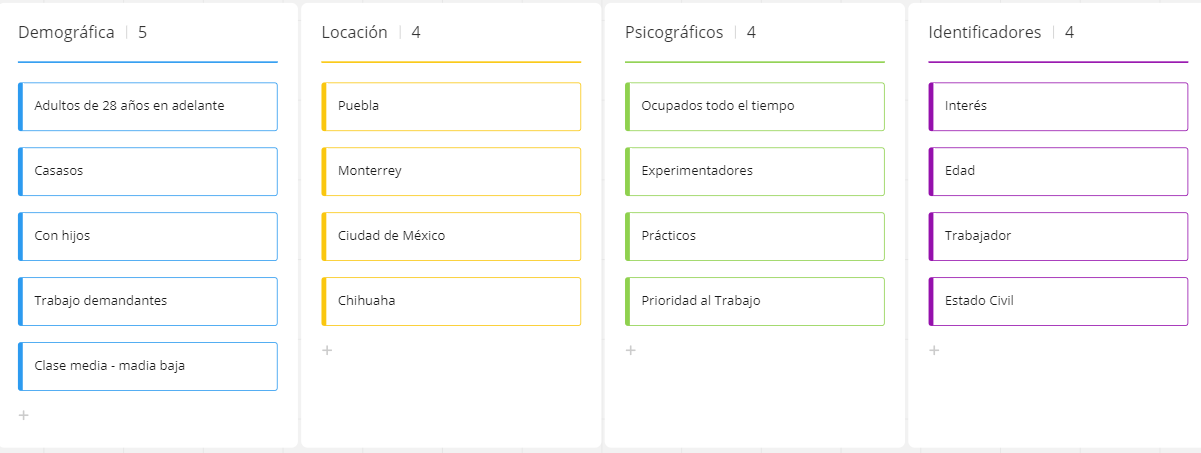 Demográfica | 5
Adultos de 28 años en adelante
Casasos
Con hijos
Trabajo demandantes
Clase media - madia baja
+
Locación | 4
Puebla
Monterrey
Ciudad de México
Chihuaha
+
Psicográficos | 4
Ocupados todo el tiempo
Experimentadores
Prácticos
Prioridad al Trabajo
+
Identificadores | 4
Interés
Edad
Trabajador
Estado Civil
+